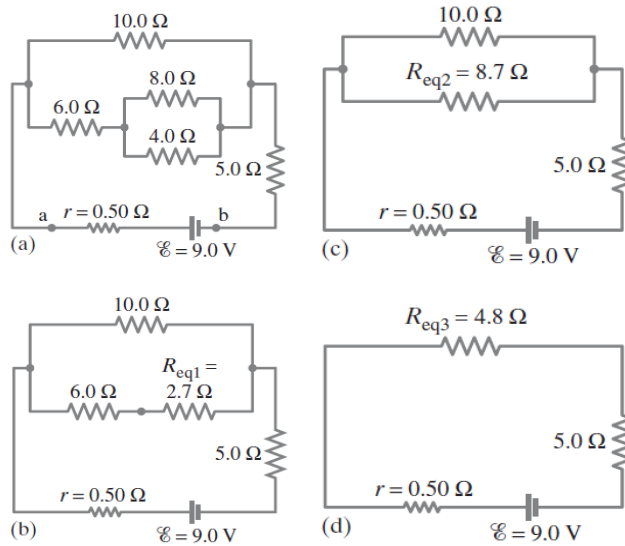 10.0 Ω
8.0 Ω
6.0 Ω
4.0 Ω
5.0 Ω
a r = 0.50 Ω b
(a)
ℰ = 9.0 V
10.0 Ω
Req2 = 8.7 Ω
5.0 Ω
r = 0.50 Ω
(c)
ℰ = 9.0 V
10.0 Ω
Req1 =
6.0 Ω 2.7 Ω
5.0 Ω
r = 0.50 Ω
(b)
ℰ = 9.0 V
Req3 = 4.8 Ω
5.0 Ω
r = 0.50 Ω
(d)
ℰ = 9.0 V